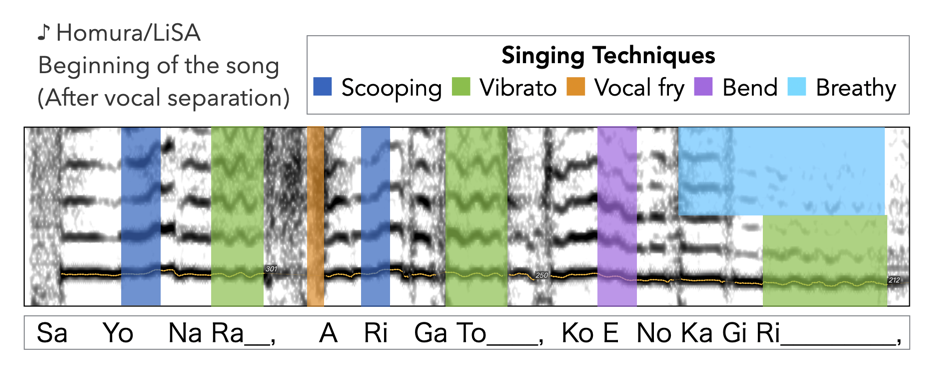 ♪ Homura/LiSA
Beginning of the song
(After vocal separation)
Singing Techniques
Scooping Vibrato Vocal fry Bend Breathy
301 250 212
Sa Yo Na Ra__, A Ri Ga To____, Ko E No Ka Gi Ri_________,